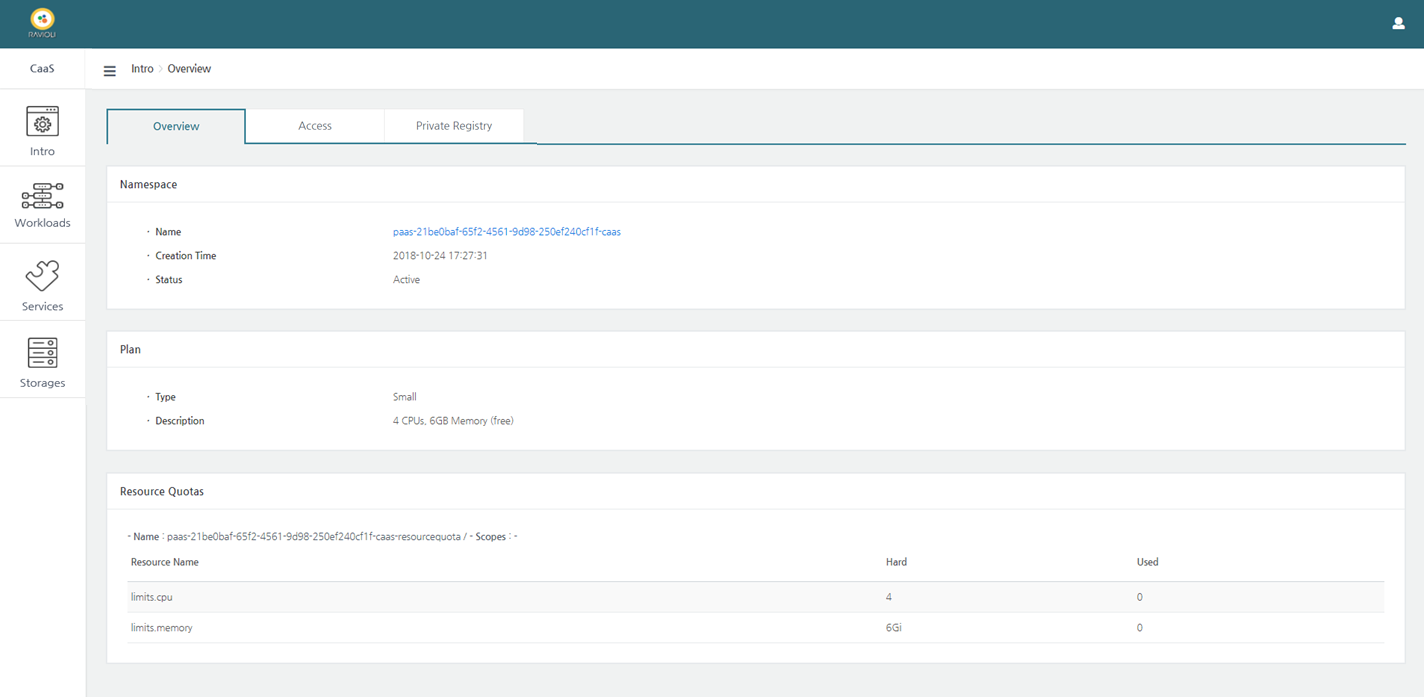 RAVIOLI
CaaS
Intro > Overview
Intro
Workloads
Services
Storages
Overview Access Private Registry
Namespace
· Name paas-21be0baf-65f2-4561-9d98-250ef240cf1f-caas
· Creation Time 2018-10-24 17:27:31
· Status Active
Plan
· Type Small
· Description 4 CPUs, 6GB Memory (free)
Resource Quotas
- Name : paas-21be0baf-65f2-4561-9d98-250ef240cf1f-caas-resourcequota / - Scopes : -
Resource Name Hard Used
limits.cpu 4 0
limits.memory 6Gi 0